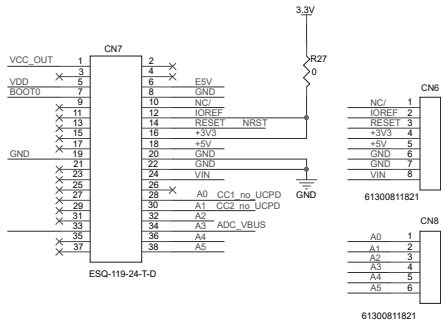 3.3V
R27
0
CN7
VCC_OUT 1 2
3 4
VDD 5 6 E5V
BOOT0 7 8 GND
9 10 NC/
11 12 IOREF
13 14 RESET NRST
15 16 +3V3
17 18 +5V
GND 19 20 GND
21 22 GND
23 24 VIN
25 26
27 28 A0 CC1_no_UCPD
29 30 A1 CC2_no_UCPD
31 32 A2
33 34 A3 ADC_VBUS
35 36 A4
37 38 A5
ESQ-119-24-T-D
GND
CN6
NC/ 1
IOREF 2
RESET 3
+3V3 4
+5V 5
GND 6
GND 7
VIN 8
61300811821
CN8
A0 1
A1 2
A2 3
A3 4
A4 5
A5 6
61300811821